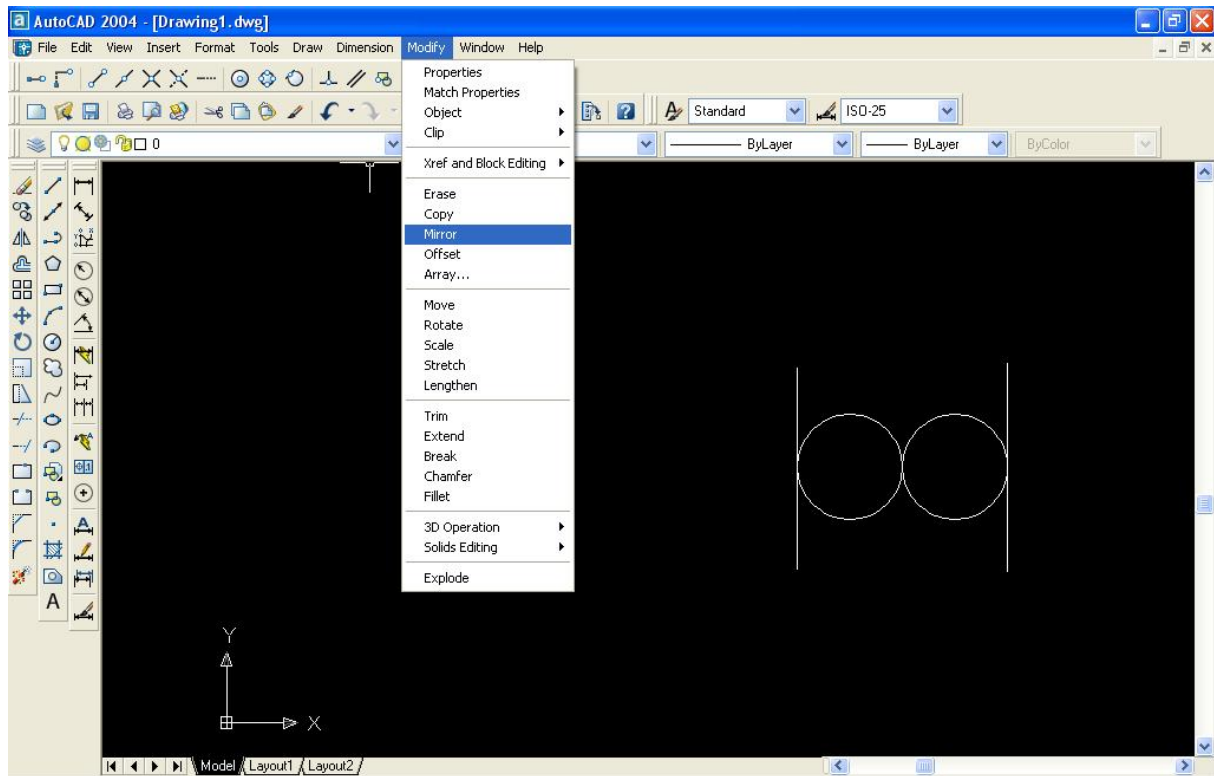 a AutoCAD 2004 - [Drawing1.dwg]
File Edit View Insert Format Tools Draw Dimension Modify Window Help
Properties
Match Properties
Object
Clip
Xref and Block Editing
Erase
Copy
Mirror
Offset
Array...
Move
Rotate
Scale
Stretch
Lengthen
Trim
Extend
Break
Chamfer
Fillet
3D Operation
Solids Editing
Explode
Standard ISO-25
0 ByLayer ByLayer ByColor
A
Y
X
Model Layout1 Layout2